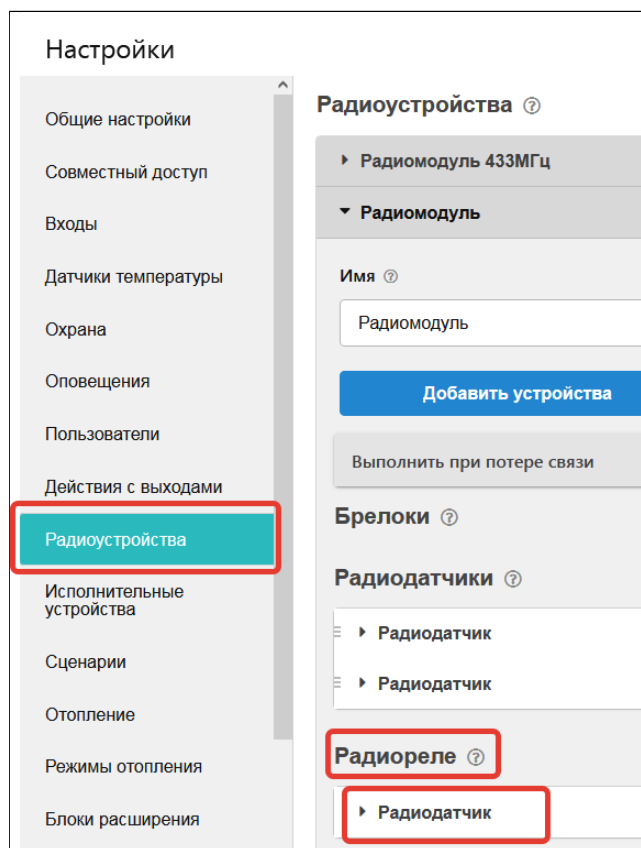 Настройки
Общие настройки
Совместный доступ
Входы
Датчики температуры
Охрана
Оповещения
Пользователи
Действия с выходами
Радиоустройства
Исполнительные
устройства
Сценарии
Отопление
Режимы отопления
Блоки расширения
Радиоустройства ?
Радиомодуль 433МГц
Радиомодуль
Имя ?
Радиомодуль
Добавить устройства
Выполнить при потере связи
Брелоки ?
Радиодатчики ?
Радиодатчик
Радиодатчик
Радиореле ?
Радиодатчик